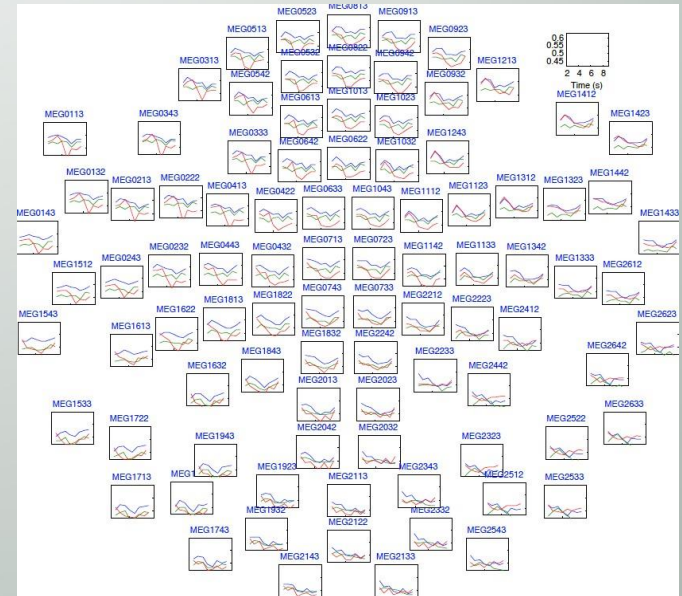 MEG0813
MEG0523 MEG0913
MEG0513 MEG0923
MEG0532 MEG0822 MEG0942
MEG0313 MEG0542 MEG0932 MEG1213
MEG0613 MEG1013 MEG1023
MEG0113 MEG0343 MEG1412 MEG1423
MEG0333 MEG0642 MEG0622 MEG1032 MEG1243
MEG0132 MEG0213 MEG0222 MEG0413 MEG0422 MEG0633 MEG1043 MEG1112 MEG1123 MEG1312 MEG1323 MEG1442
MEG0143 MEG1433
MEG0232 MEG0443 MEG0432 MEG0713 MEG0723 MEG1142 MEG1133 MEG1342
MEG1512 MEG0243 MEG1333 MEG2612
MEG0743 MEG0733
MEG1543 MEG1613 MEG1622 MEG1813 MEG1822 MEG2212 MEG2223 MEG2412 MEG2623
MEG1832 MEG2242
MEG1632 MEG1843 MEG2233 MEG2442 MEG2642
MEG2013 MEG2023
MEG1533 MEG1722 MEG2522 MEG2633
MEG1943 MEG2042 MEG2032 MEG2323
MEG1713 MEG1 MEG1923 MEG2113 MEG2343 MEG2512 MEG2533
MEG1932 MEG2332
MEG1743 MEG2122 MEG2543
MEG2143 MEG2133
0.6
0.55
0.5
0.45
2 4 6 8
Time (s)